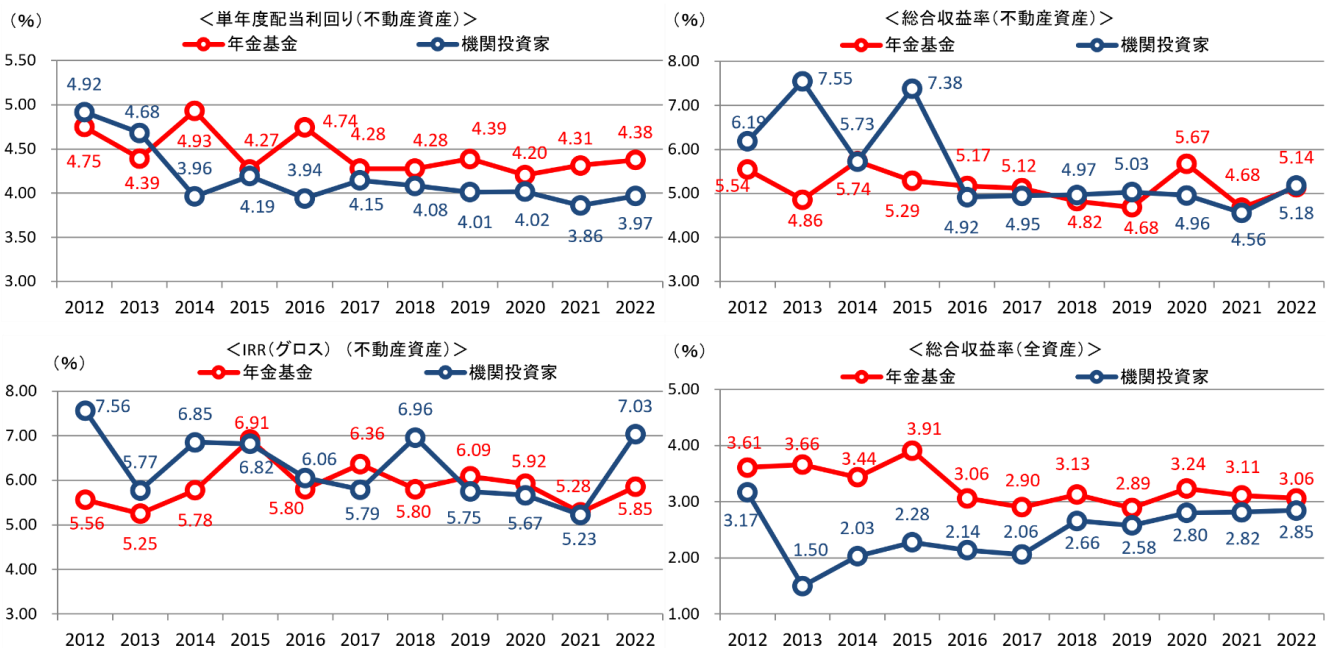 (%) ＜単年度配当利回り(不動産資産)＞
年金基金 機関投資家
5.50
5.00
4.50
4.00
3.50
3.00
4.92 4.68 3.96 4.19 3.94 4.15 4.08 4.01 4.02 3.86 3.97
4.75 4.39 4.93 4.27 4.74 4.28 4.28 4.39 4.20 4.31 4.38
2012 2013 2014 2015 2016 2017 2018 2019 2020 2021 2022
(%) ＜総合収益率(不動産資産)＞
年金基金 機関投資家
8.00
7.00
6.00
5.00
4.00
3.00
6.19 7.55 5.73 7.38 4.92 4.95 4.97 5.03 4.96 4.56 5.18
5.54 4.86 5.74 5.29 5.17 5.12 4.82 4.68 5.67 4.68 5.14
2012 2013 2014 2015 2016 2017 2018 2019 2020 2021 2022
(%) ＜IRR(グロス) (不動産資産)＞
年金基金 機関投資家
8.00
7.00
6.00
5.00
4.00
3.00
7.56 5.77 6.85 6.82 6.06 5.79 6.96 5.75 5.67 5.23 7.03
5.56 5.25 5.78 6.91 5.80 6.36 5.80 6.09 5.92 5.28 5.85
2012 2013 2014 2015 2016 2017 2018 2019 2020 2021 2022
(%) ＜総合収益率(全資産)＞
年金基金 機関投資家
5.00
4.00
3.00
2.00
1.00
3.61 3.66 3.44 3.91 3.06 2.90 3.13 2.89 3.24 3.11 3.06
3.17 1.50 2.03 2.28 2.14 2.06 2.66 2.58 2.80 2.82 2.85
2012 2013 2014 2015 2016 2017 2018 2019 2020 2021 2022